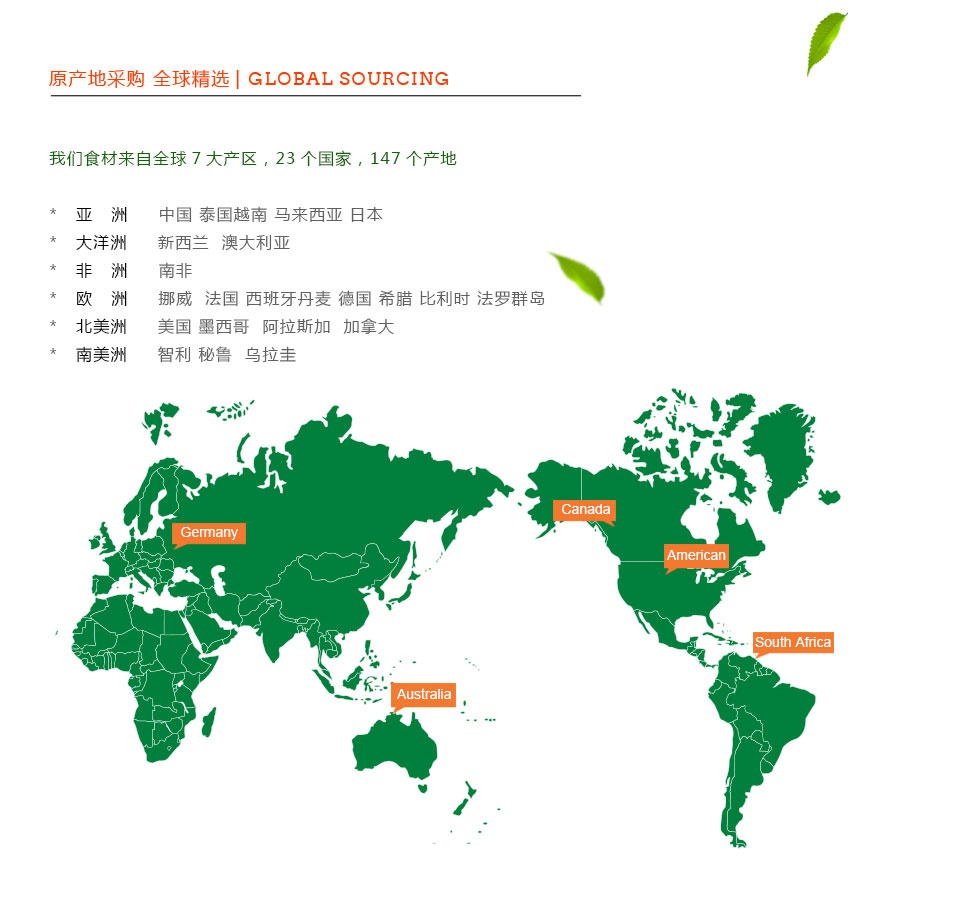 原产地采购 全球精选 | GLOBAL SOURCING
我们食材来自全球 7 大产区，23 个国家，147 个产地
* 亚 洲 中国 泰国越南 马来西亚 日本
* 大洋洲 新西兰 澳大利亚
* 非 洲 南非
* 欧 洲 挪威 法国 西班牙丹麦 德国 希腊 比利时 法罗群岛
* 北美洲 美国 墨西哥 阿拉斯加 加拿大
* 南美洲 智利 秘鲁 乌拉圭
Canada
Germany
American
South Africa
Australia